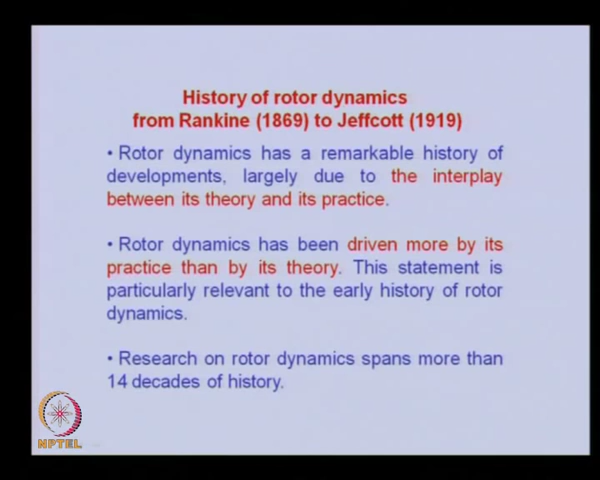 History of rotor dynamics
from Rankine (1869) to Jeffcott (1919)
• Rotor dynamics has a remarkable history of
developments, largely due to the interplay
between its theory and its practice.
• Rotor dynamics has been driven more by its
practice than by its theory. This statement is
particularly relevant to the early history of rotor
dynamics.
• Research on rotor dynamics spans more than
14 decades of history.
NPTEL